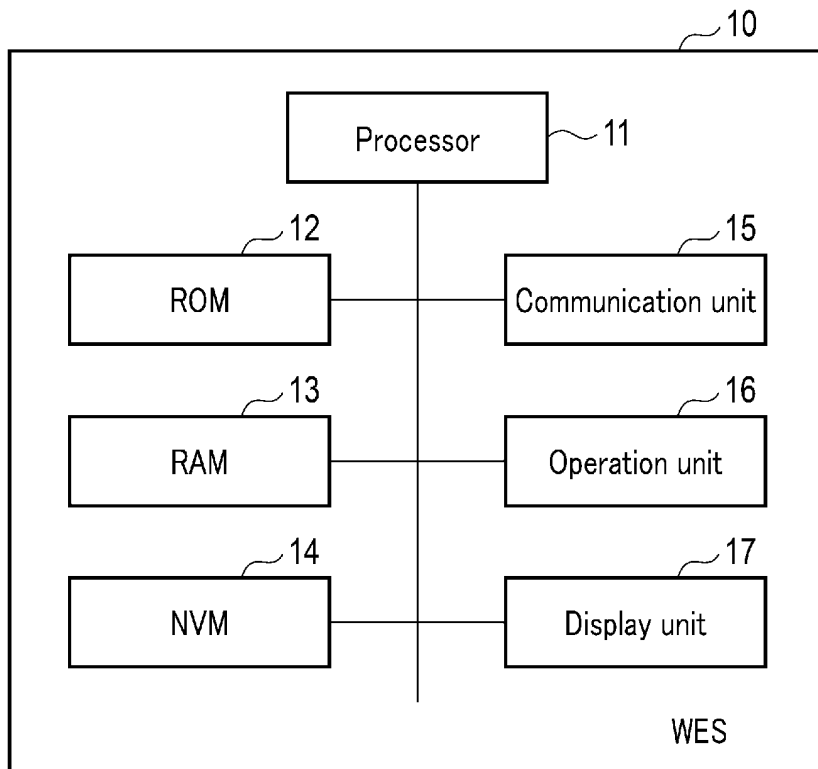 10
Processor
11
12
15
ROM
Communication unit
13
16
RAM
Operation unit
14
17
NVM
Display unit
WES